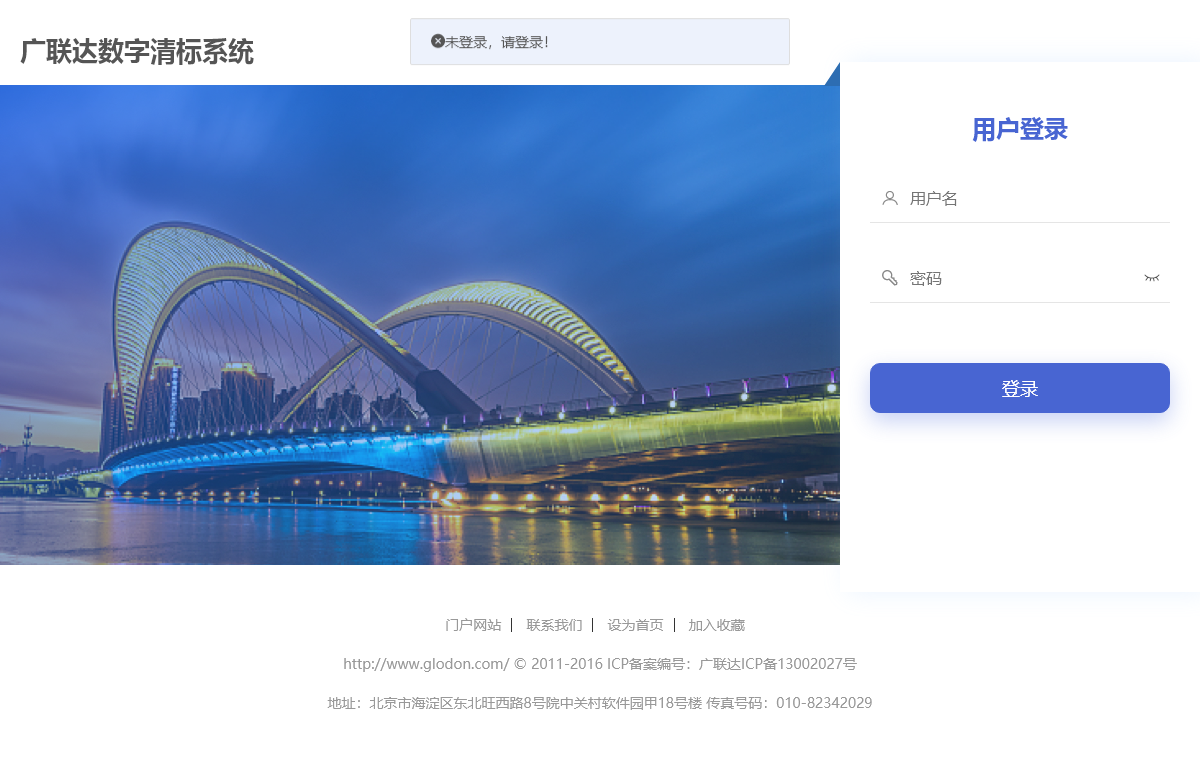 广联达数字清标系统
未登录，请登录！
用户登录
用户名
密码
登录
门户网站 | 联系我们 | 设为首页 | 加入收藏
http://www.glodon.com/ © 2011-2016 ICP备案编号：广联达ICP备13002027号
地址：北京市海淀区东北旺西路8号院中关村软件园甲18号楼 传真号码：010-82342029